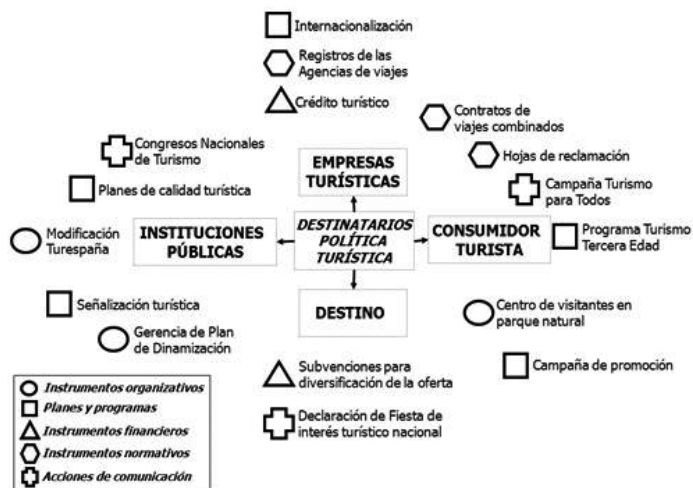 Internacionalización
Registros de las
Agencias de viajes
Crédito turístico
Contratos de
viajes combinados
Congresos Nacionales
de Turismo
Hojas de reclamación
EMPRESAS
TURÍSTICAS
Planes de calidad turística
Campaña Turismo
para Todos
Modificación
Turespaña
INSTITUCIONES
PÚBLICAS
DESTINATARIOS
POLÍTICA
TURÍSTICA
CONSUMIDOR
TURISTA
Programa Turismo
Tercera Edad
Señalización turística
DESTINO
Centro de visitantes en
parque natural
Gerencia de Plan
de Dinamización
Subvenciones para
diversificación de la oferta
Campaña de promoción
Declaración de Fiesta de
interés turístico nacional
Instrumentos organizativos
Planes y programas
Instrumentos financieros
Instrumentos normativos
Acciones de comunicación